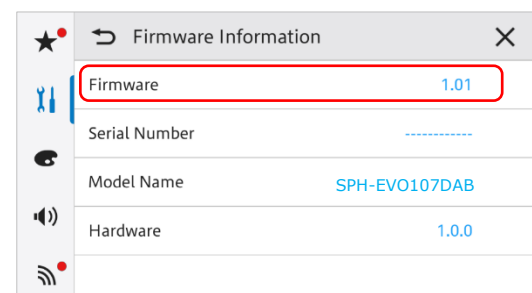 Firmware Information
Firmware 1.01
Serial Number ------------
Model Name SPH-EVO107DAB
Hardware 1.0.0